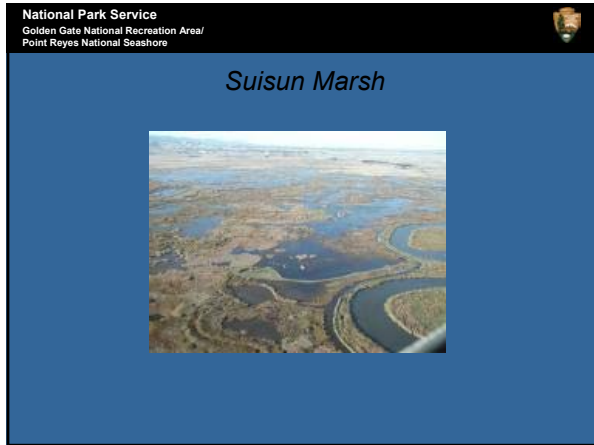 National Park Service
Golden Gate National Recreation Area/
Point Reyes National Seashore
Suisun Marsh